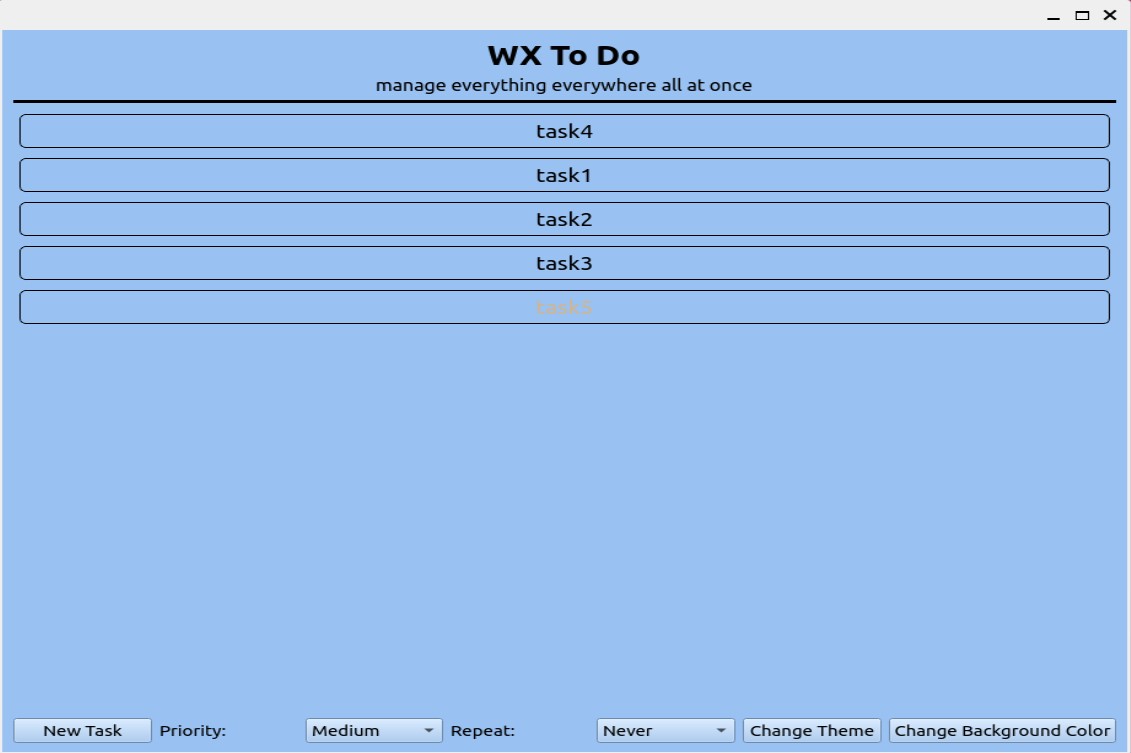 WX To Do
manage everything everywhere all at once
task4
task1
task2
task3
task5
New Task Priority: Medium Repeat: Never Change Theme Change Background Color